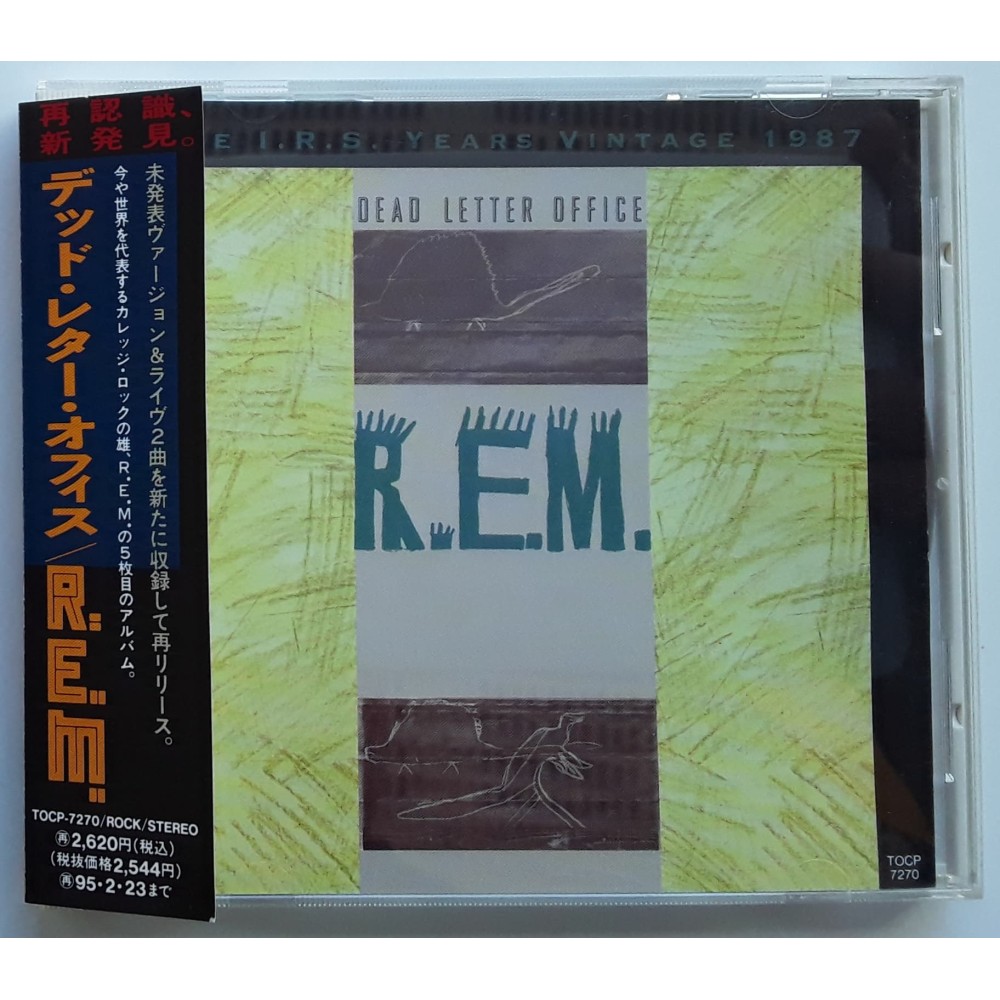 再認識、
新発見。
未発表ヴァージョン&ライヴ2曲を新たに収録して再リリース。
今や世界を代表するカレッジ・ロックの雄、R.E.M.の5枚目のアルバム。
デッド・レター・オフィス/R.E.M.
TOCP-7270/ROCK/STEREO
再2,620円(税込)
(税抜価格2,544円)
再95・2・23まで
E I.R.S. YEARS VINTAGE 1987
DEAD LETTER OFFICE
R.E.M.
TOCP
7270